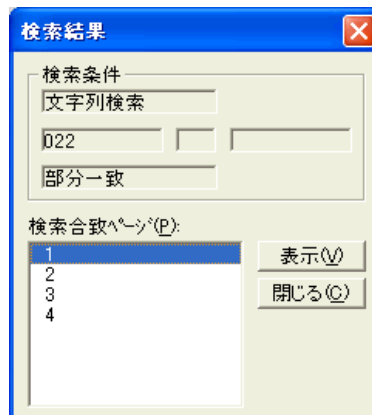 検索結果
検索条件
文字列検索
022
部分一致
検索合致ﾍﾟｰｼﾞ(P):
1
表示(V)
2
3
閉じる(C)
4